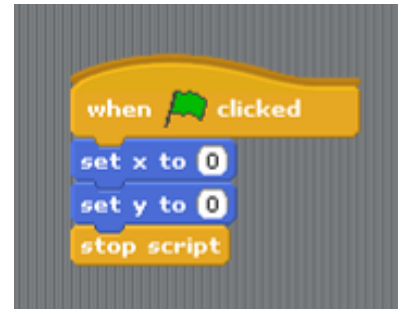 when clicked
set x to 0
set y to 0
stop script